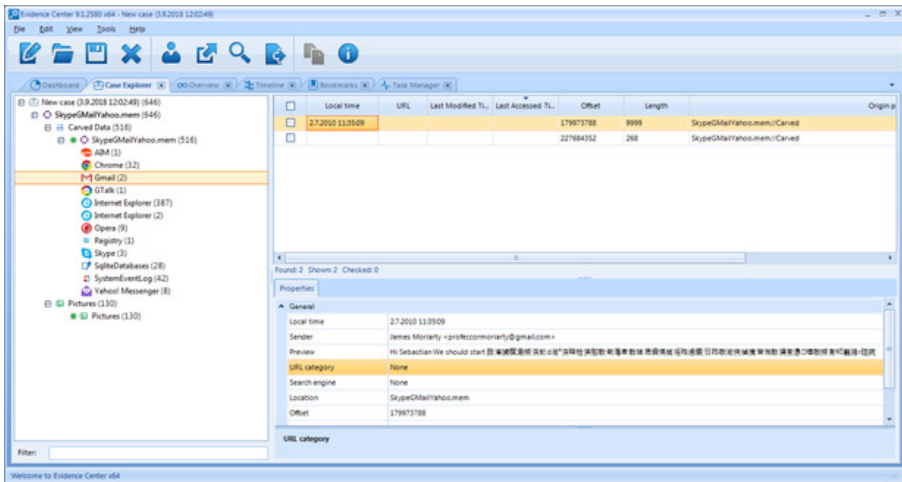 Evidence Center 9.1.2580 x64 - New case (3.9.2018 12:02:49)
File Edit View Tools Help
Dashboard Case Explorer Overview Timeline Bookmarks Task Manager
New case (3.9.2018 12:02:49) (646)
SkypeGMailYahoo.mem (646)
Carved Data (516)
SkypeGMailYahoo.mem (516)
AIM (1)
Chrome (32)
Gmail (2)
GTalk (1)
Internet Explorer (387)
Internet Explorer (2)
Opera (9)
Registry (1)
Skype (3)
SqliteDatabases (28)
SystemEventLog (42)
Yahoo! Messenger (8)
Pictures (130)
Pictures (130)
Filter:
Local time URL Last Modified Ti... Last Accessed Ti... Offset Length Origin p
2.7.2010 11:35:09 179973788 9999 SkypeGMailYahoo.mem://Carved
227684352 268 SkypeGMailYahoo.mem://Carved
Found: 2 Shown: 2 Checked: 0
Properties
General
Local time 2.7.2010 11:35:09
Sender James Moriarty <professormoriarty@gmail.com>
Preview Hi Sebastian We should start
URL category None
Search engine None
Location SkypeGMailYahoo.mem
Offset 179973788
URL category
Welcome to Evidence Center x64